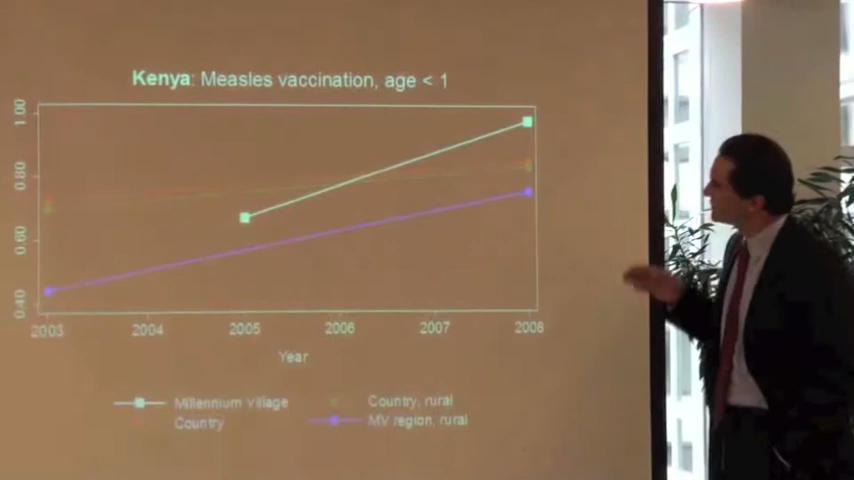 Kenya: Measles vaccination, age < 1
1.00
0.80
0.60
0.40
2003 2004 2005 2006 2007 2008
Year
Millennium Village Country, rural
Country MV region, rural